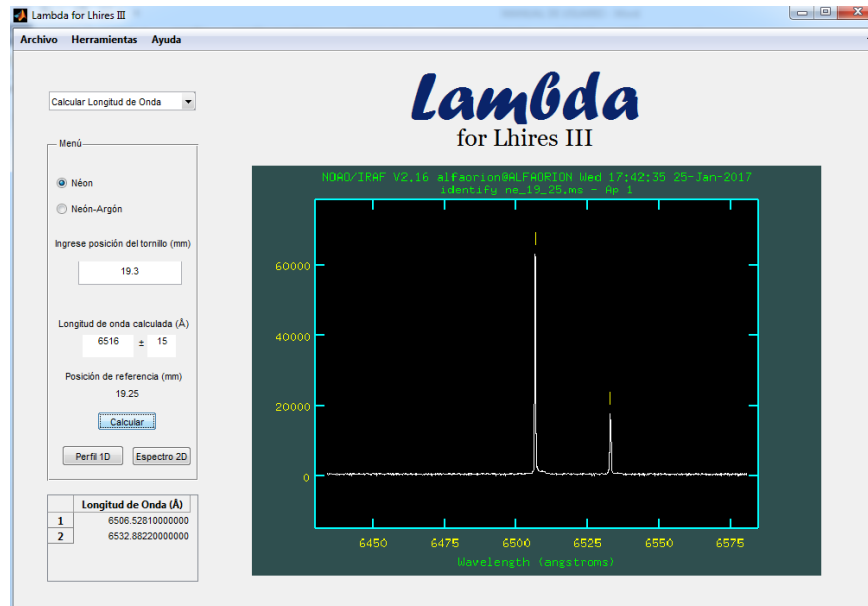 Lambda for Lhires III
Archivo Herramientas Ayuda
Calcular Longitud de Onda
Lambda
for Lhires III
Menú
Néon
Neón-Argón
Ingrese posición del tornillo (mm)
19.3
Longitud de onda calculada (Å)
6516 ± 15
Posición de referencia (mm)
19.25
Calcular
Perfil 1D Espectro 2D
Longitud de Onda (Å)
1 6506.52810000000
2 6532.88220000000
NOAO/IRAF V2.16 alfaorion@ALFAORION Wed 17:42:35 25-Jan-2017
identify ne_19_25.ms - Ap 1
60000
40000
20000
0
6450 6475 6500 6525 6550 6575
Wavelength (angstroms)